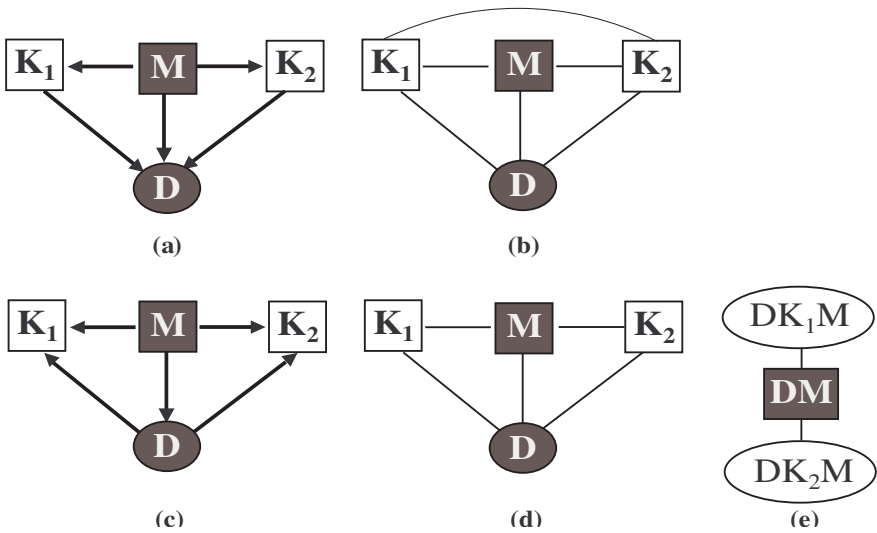 K₁ M K₂
D
(a)
K₁ M K₂
D
(b)
K₁ M K₂
D
(c)
K₁ M K₂
D
(d)
DK₁M
DM
DK₂M
(e)